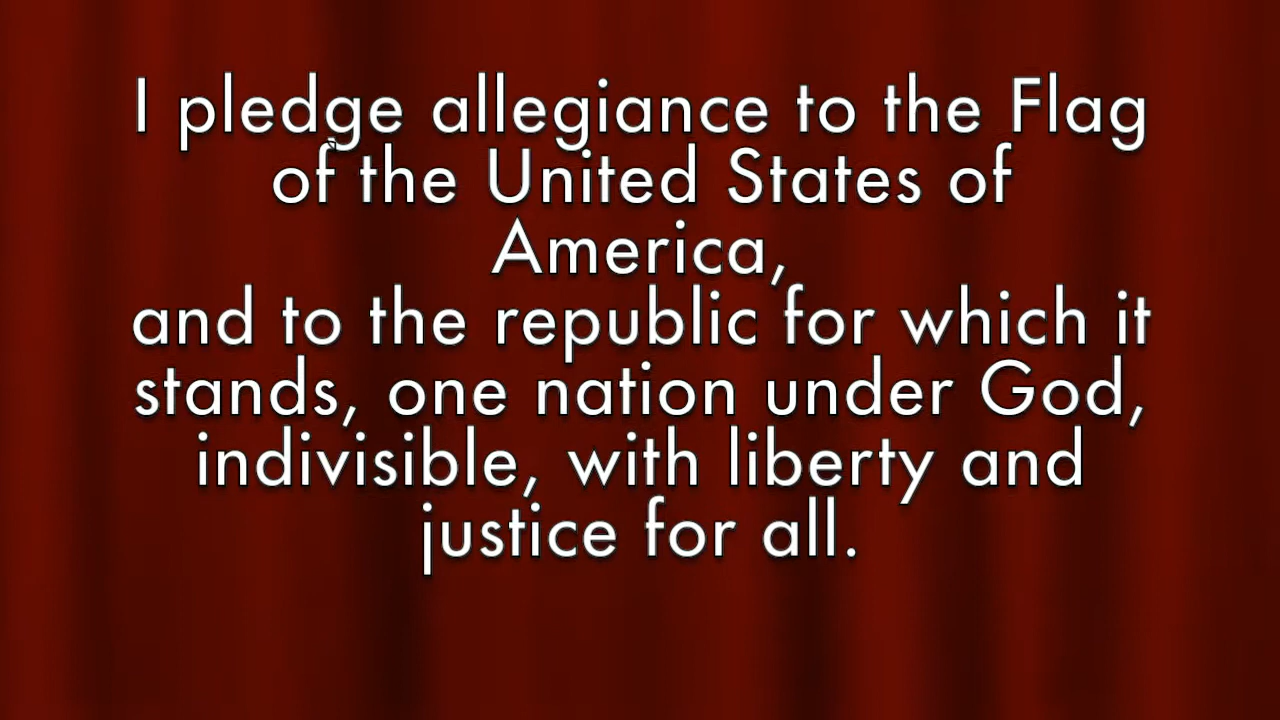 I pledge allegiance to the Flag
of the United States of
America,
and to the republic for which it
stands, one nation under God,
indivisible, with liberty and
justice for all.